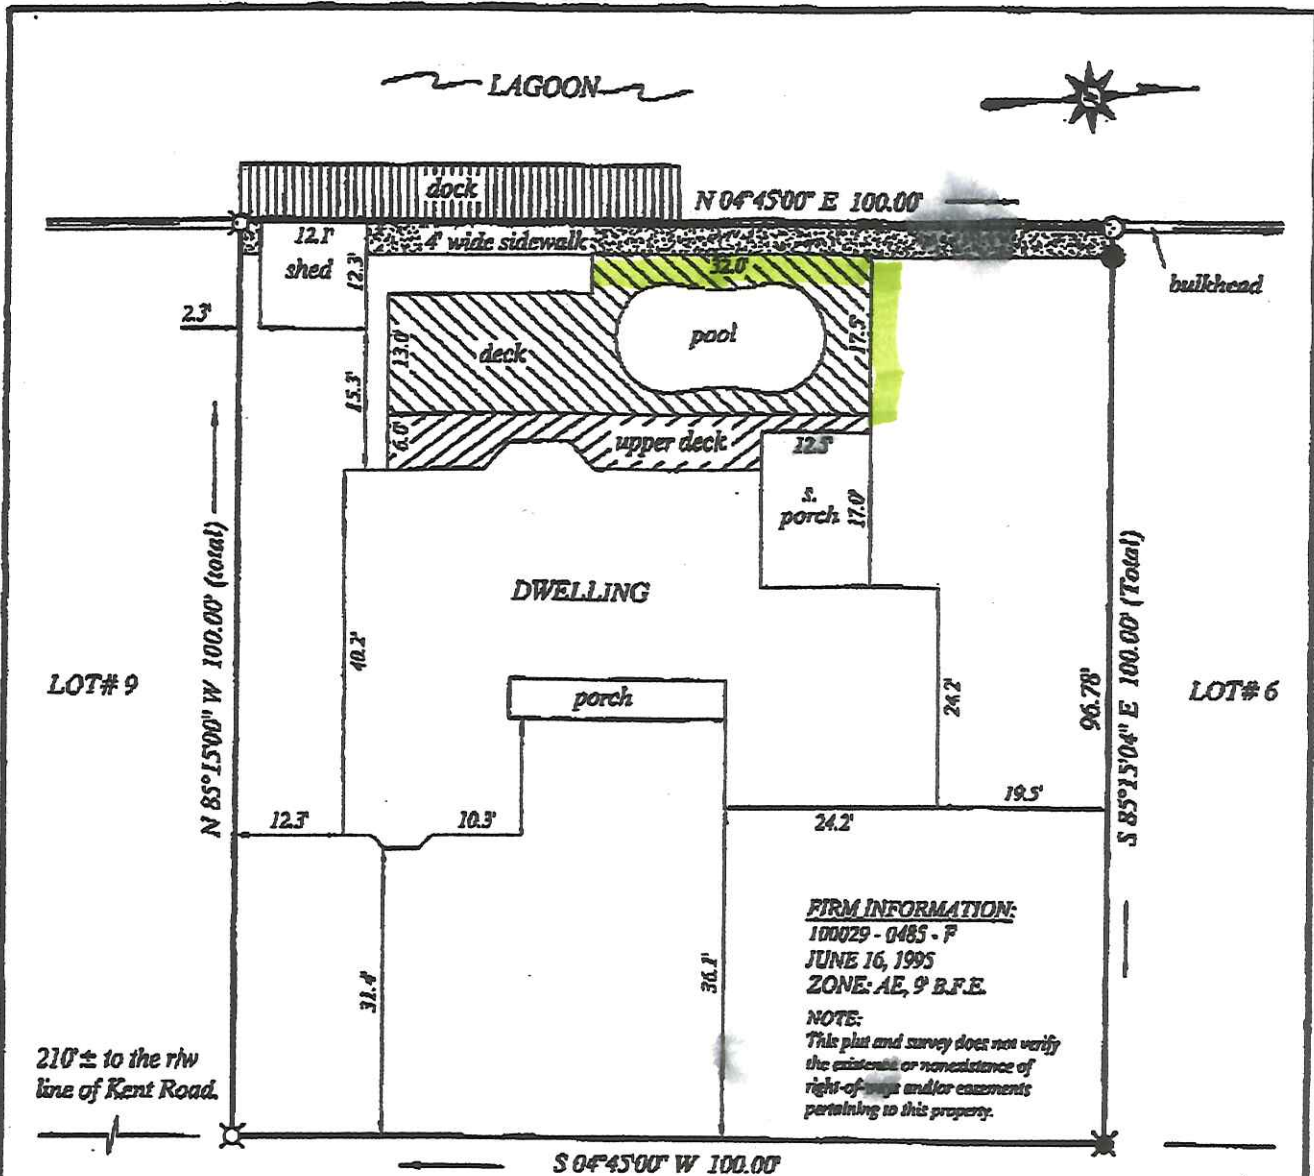 LAGOON
dock
N 04°45'00" E 100.00'
12.1'
shed
12.3'
4' wide sidewalk
32.0'
bulkhead
2.3'
13.0'
deck
pool
17.5'
15.3'
6.0'
upper deck
12.5'
s.
porch
17.0'
N 85°15'00" W 100.00' (total)
DWELLING
40.2'
24.2'
96.78'
S 85°15'04" E 100.00' (Total)
LOT# 9
porch
LOT# 6
12.3'
10.3'
24.2'
19.5'
31.4'
36.1'
FIRM INFORMATION:
100029 - 0485 - F
JUNE 16, 1995
ZONE: AE, 9' B.F.E.
NOTE:
This plat and survey does not verify
the existence or nonexistence of
right-of-ways and/or easements
pertaining to this property.
210'± to the r/w
line of Kent Road.
S 04°45'00" W 100.00'